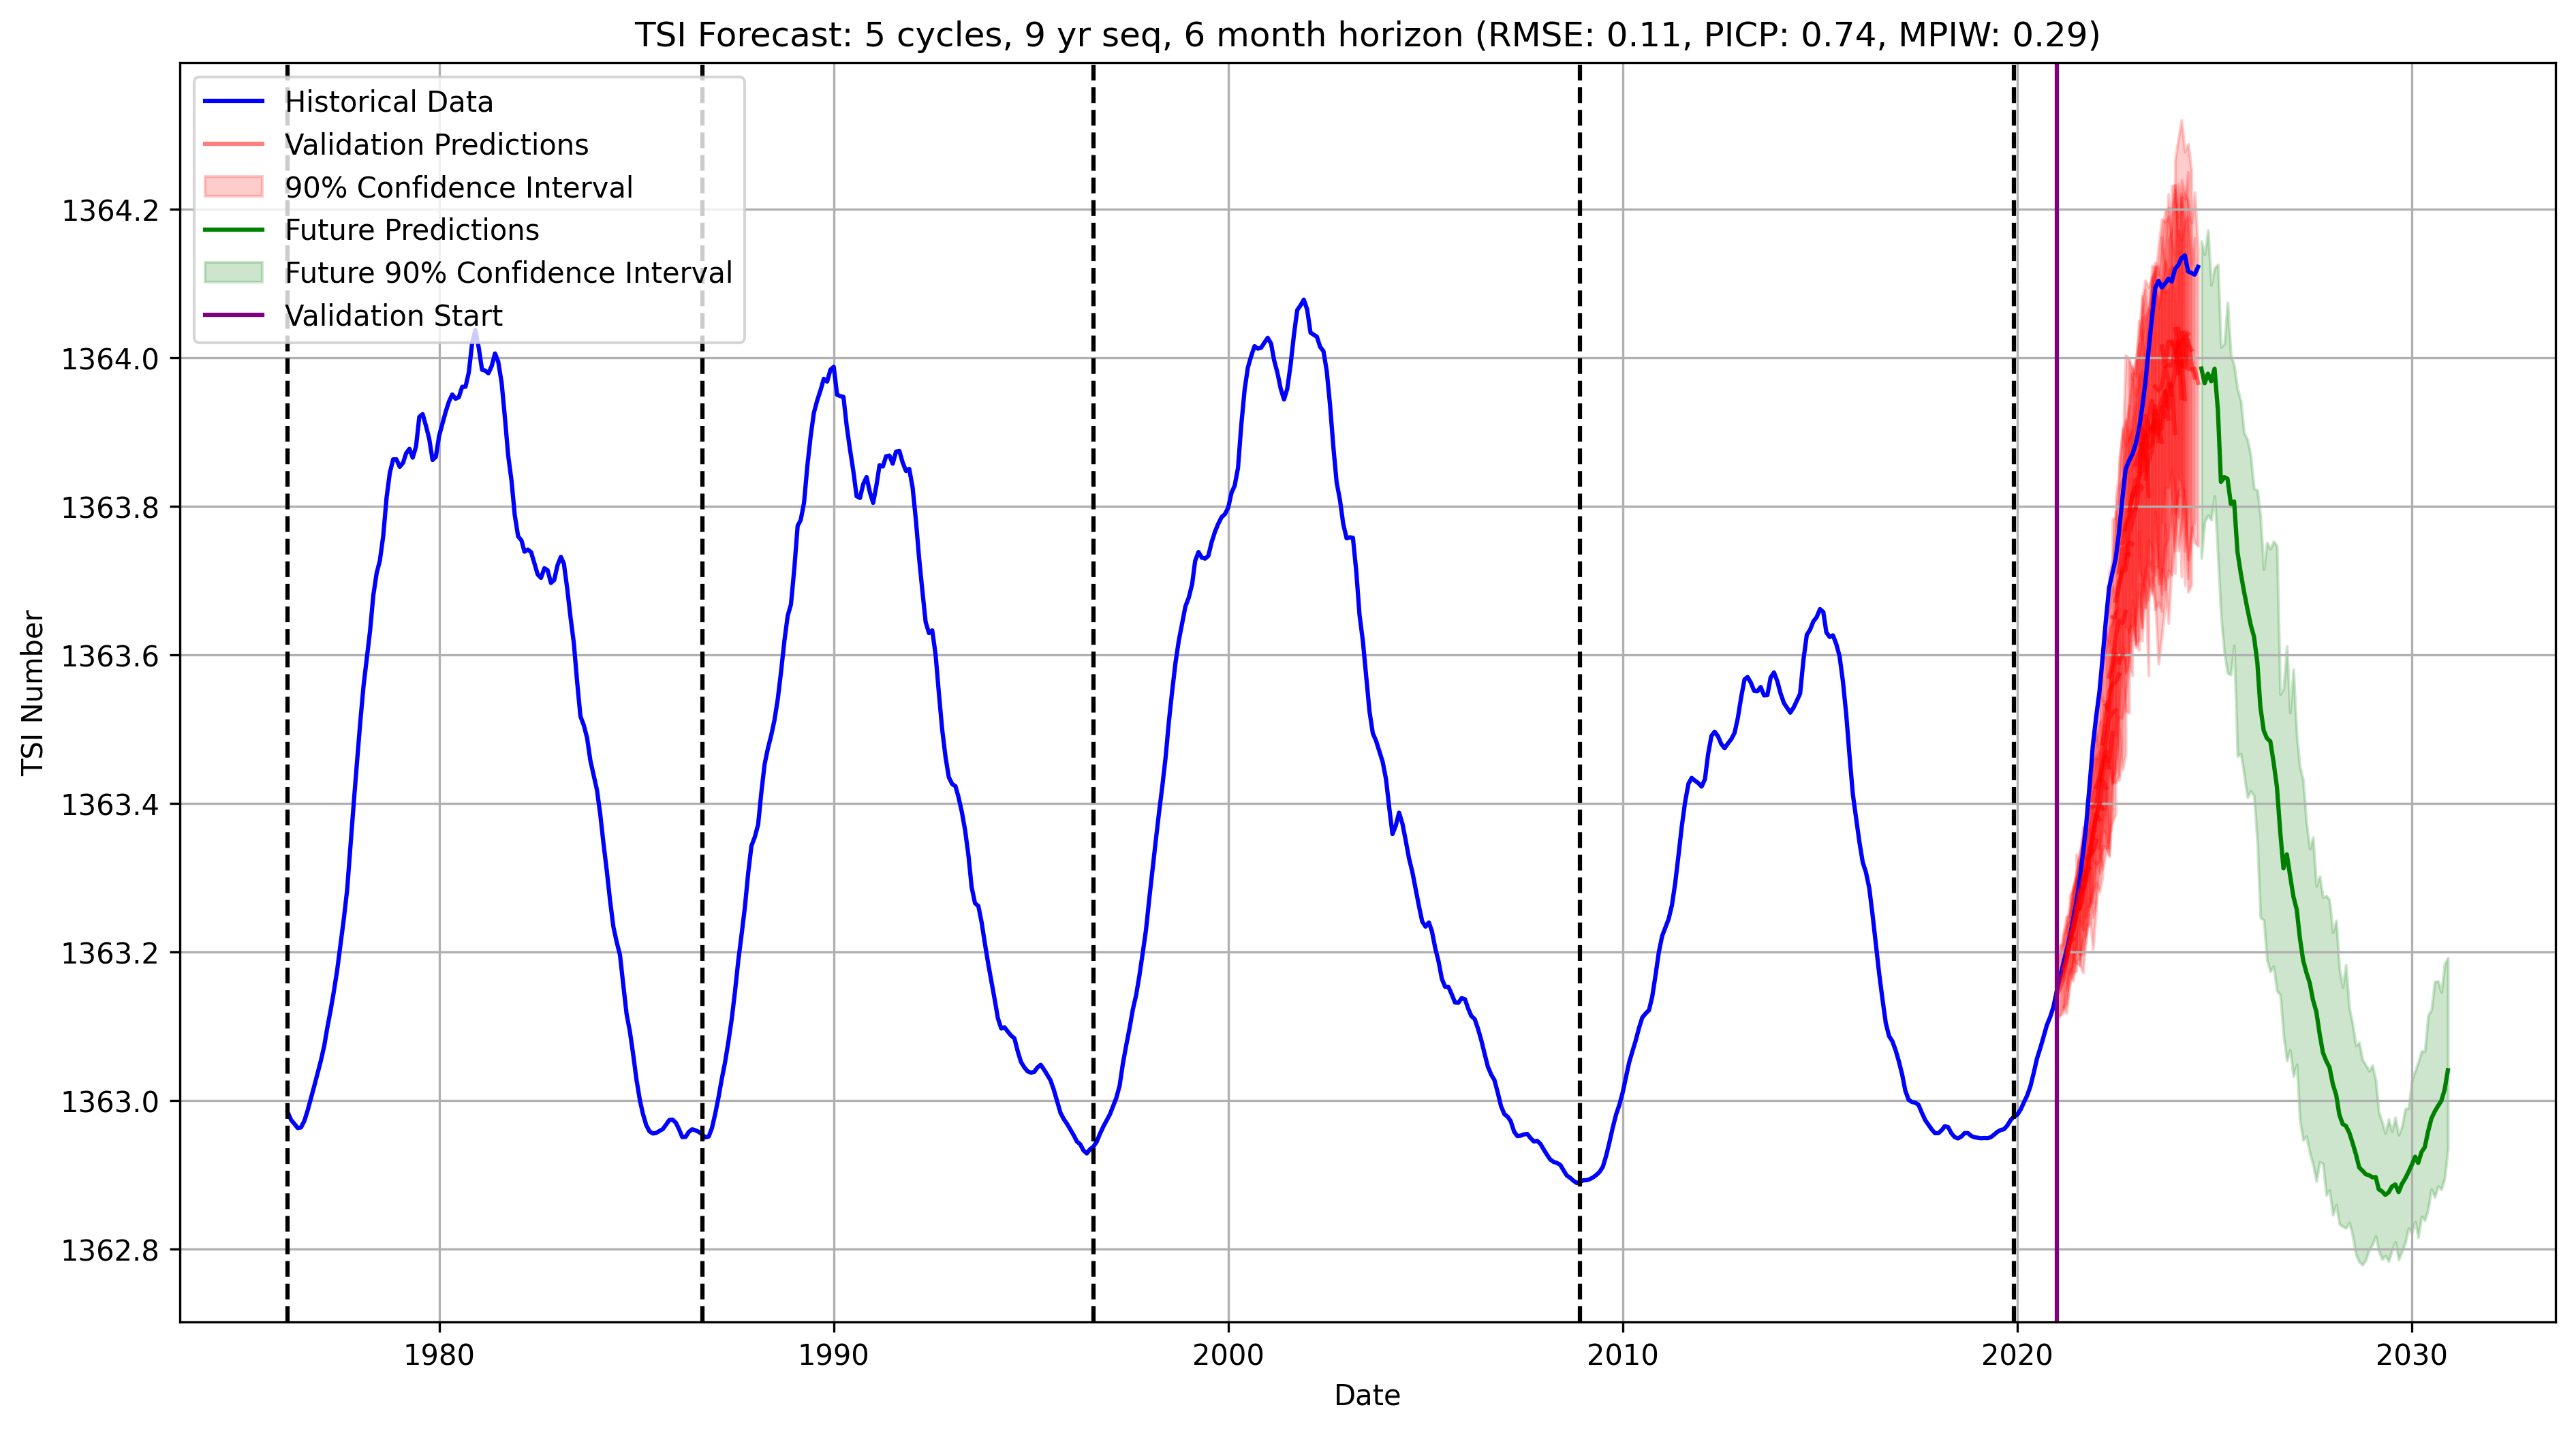 TSI Forecast: 5 cycles, 9 yr seq, 6 month horizon (RMSE: 0.11, PICP: 0.74, MPIW: 0.29)
Historical Data
Validation Predictions
90% Confidence Interval
Future Predictions
Future 90% Confidence Interval
Validation Start
TSI Number
1364.2
1364.0
1363.8
1363.6
1363.4
1363.2
1363.0
1362.8
1980
1990
2000
2010
2020
2030
Date